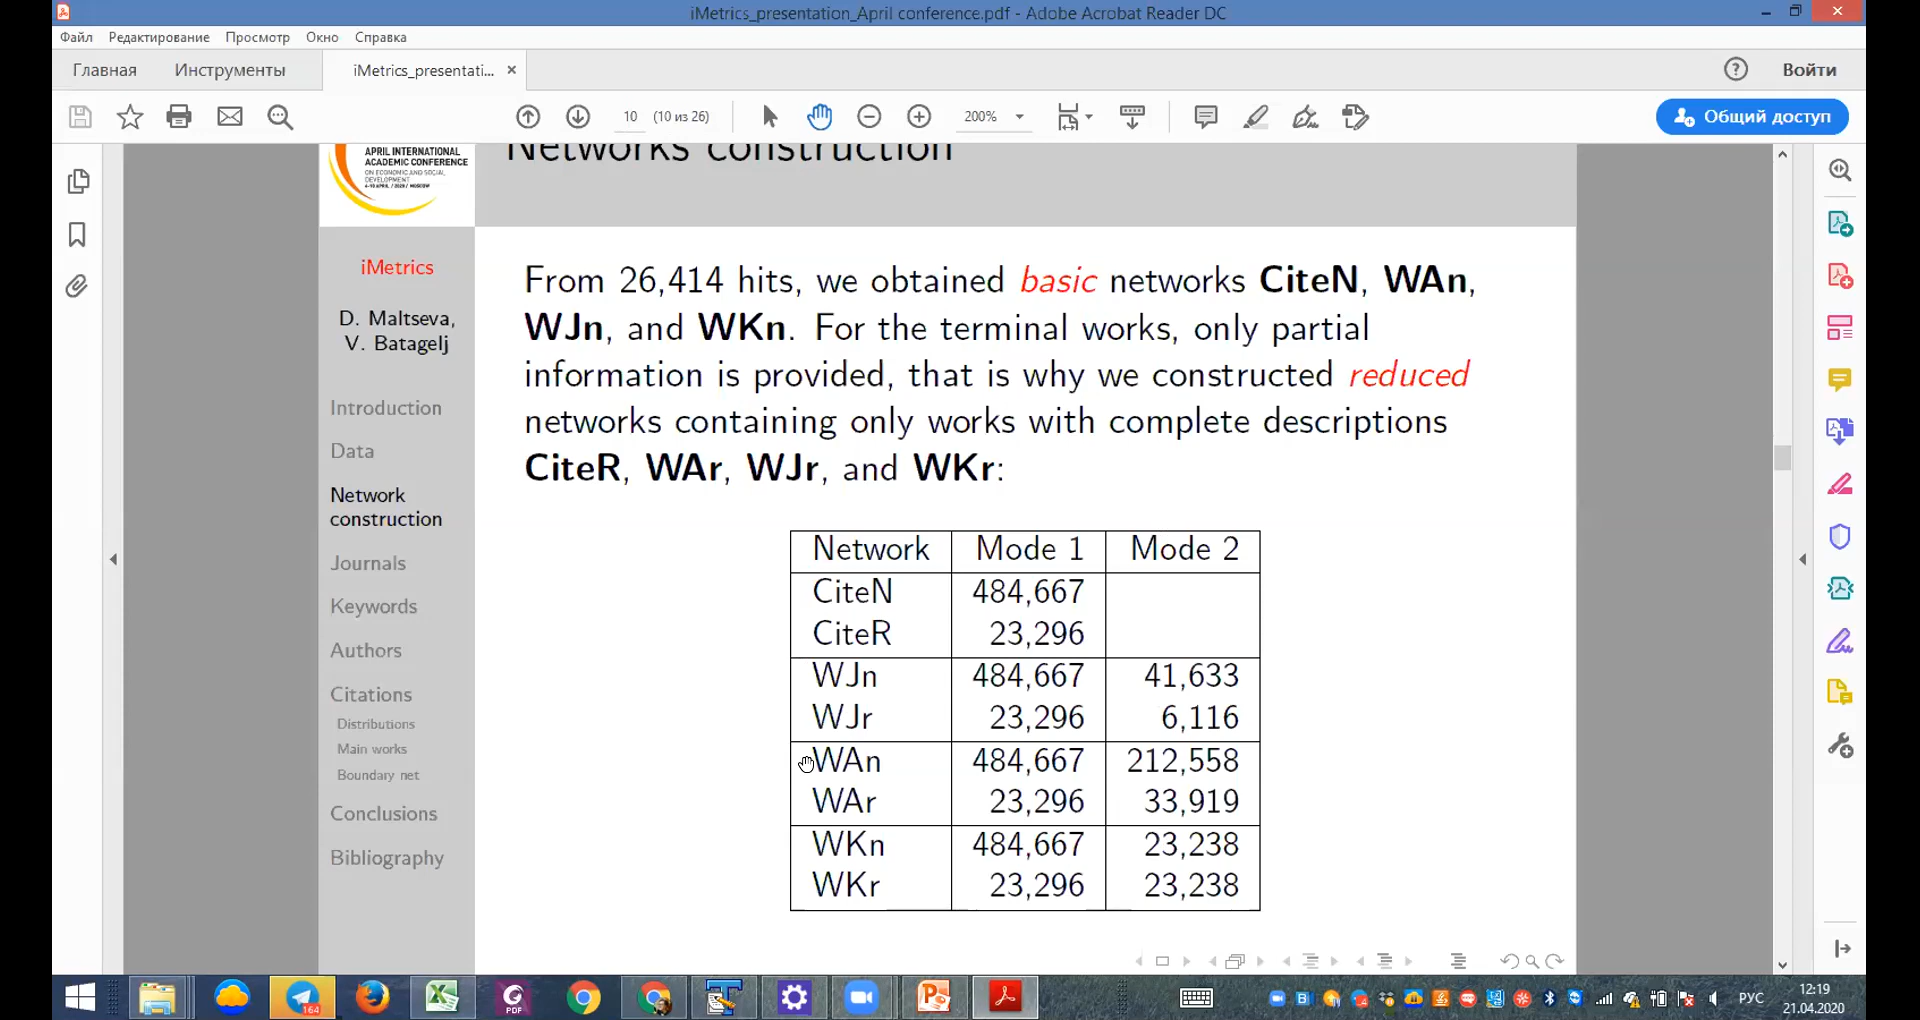 iMetrics_presentation_April conference.pdf - Adobe Acrobat Reader DC
Файл Редактирование Просмотр Окно Справка
Главная Инструменты iMetrics_presentati... × Войти
10 (10 из 26) 200% Общий доступ
APRIL INTERNATIONAL
ACADEMIC CONFERENCE
ON ECONOMIC AND SOCIAL
DEVELOPMENT
Networks construction
iMetrics
D. Maltseva,
V. Batagelj
Introduction
Data
Network
construction
Journals
Keywords
Authors
Citations
Distributions
Main works
Boundary net
Conclusions
Bibliography
From 26,414 hits, we obtained basic networks CiteN, WAn,
WJn, and WKn. For the terminal works, only partial
information is provided, that is why we constructed reduced
networks containing only works with complete descriptions
CiteR, WAr, WJr, and WKr:
Network Mode 1 Mode 2
CiteN 484,667
CiteR 23,296
WJn 484,667 41,633
WJr 23,296 6,116
WAn 484,667 212,558
WAr 23,296 33,919
WKn 484,667 23,238
WKr 23,296 23,238
164
PDF
РУС
12:19
21.04.2020